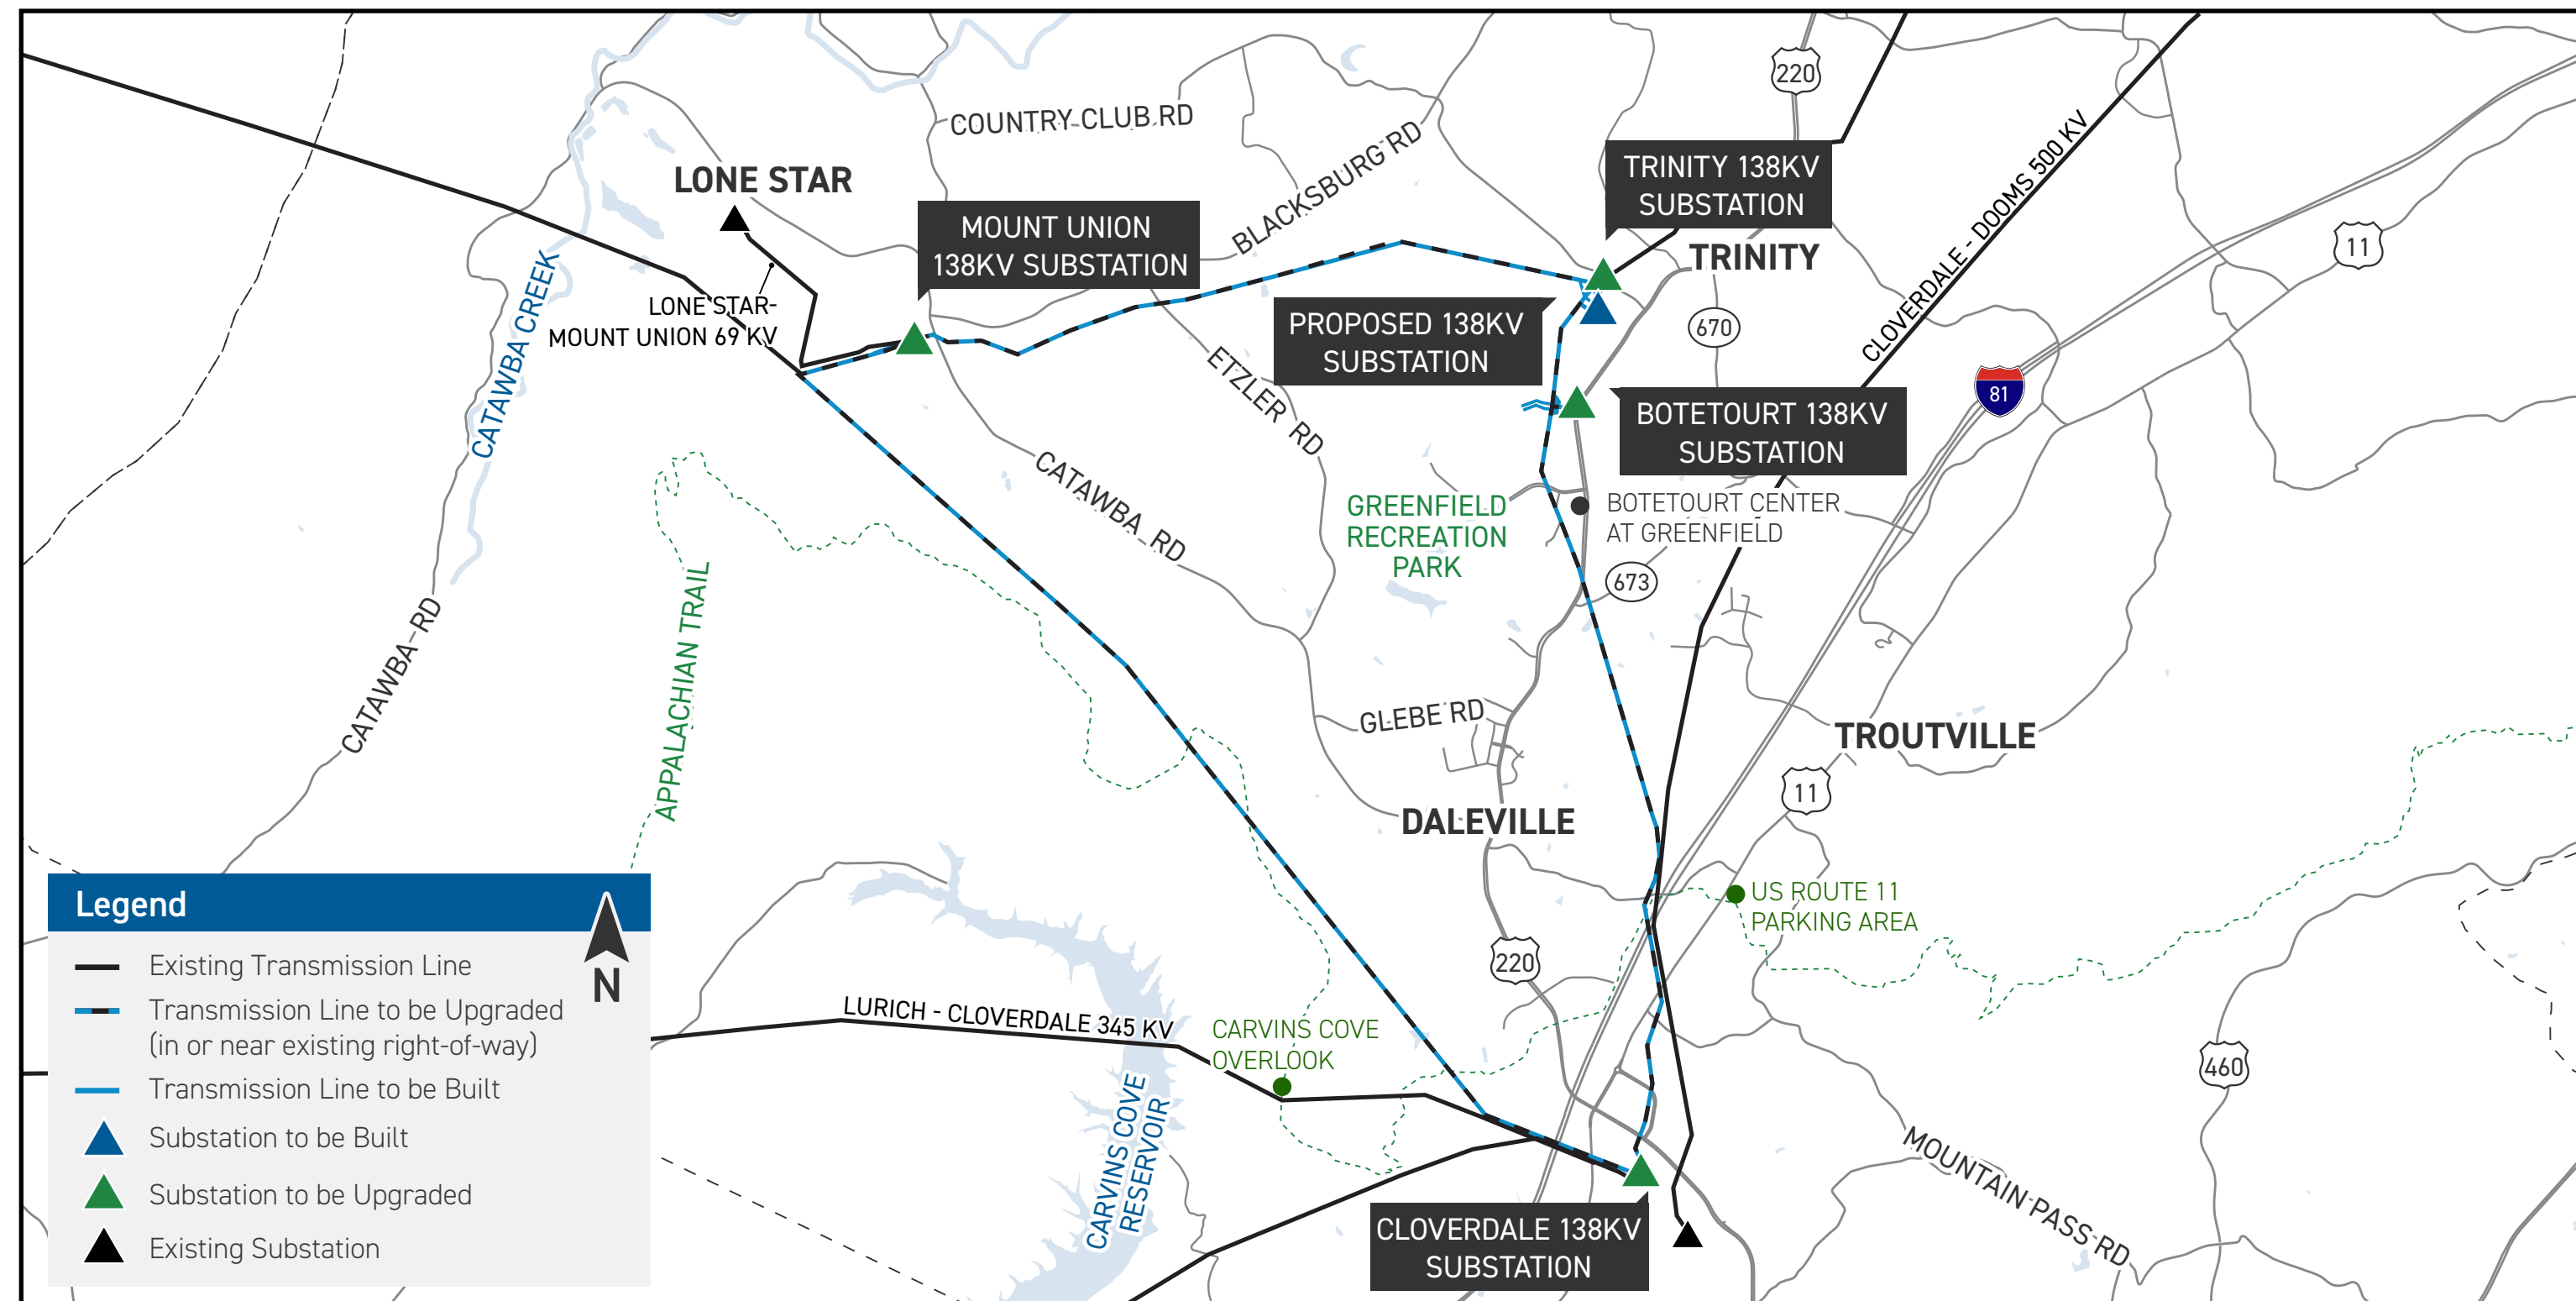 220
COUNTRY CLUB RD
BLACKSBURG RD
LONE STAR
TRINITY 138KV
SUBSTATION
CLOVERDALE - DOOMS 500 KV
MOUNT UNION
138KV SUBSTATION
TRINITY
11
CATAWBA CREEK
LONE STAR-
MOUNT UNION 69 KV
PROPOSED 138KV
SUBSTATION
670
ETZLER RD
81
BOTETOURT 138KV
SUBSTATION
CATAWBA RD
GREENFIELD
RECREATION
PARK
BOTETOURT CENTER
AT GREENFIELD
673
CATAWBA RD
APPALACHIAN TRAIL
GLEBE RD
TROUTVILLE
11
DALEVILLE
US ROUTE 11
PARKING AREA
220
LURICH - CLOVERDALE 345 KV
CARVINS COVE
OVERLOOK
460
CARVINS COVE
RESERVOIR
MOUNTAIN PASS RD
CLOVERDALE 138KV
SUBSTATION
Legend
N
Existing Transmission Line
Transmission Line to be Upgraded
(in or near existing right-of-way)
Transmission Line to be Built
Substation to be Built
Substation to be Upgraded
Existing Substation